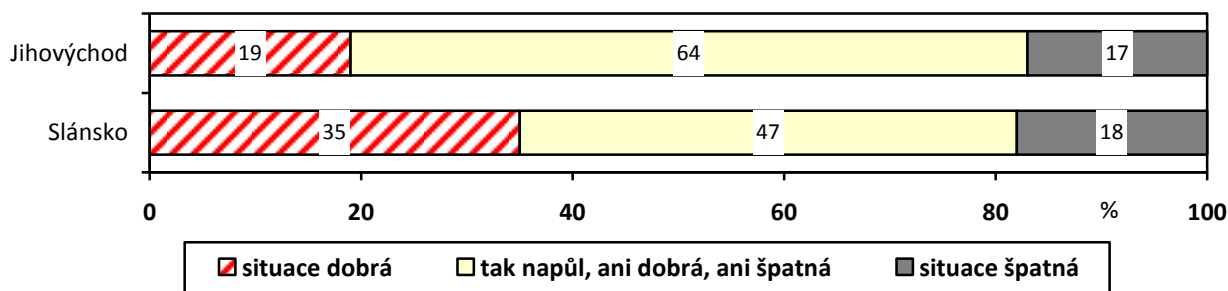 Jihovýchod 19 64 17
Slánsko 35 47 18
0 20 40 60 80 % 100
situace dobrá tak napůl, ani dobrá, ani špatná situace špatná